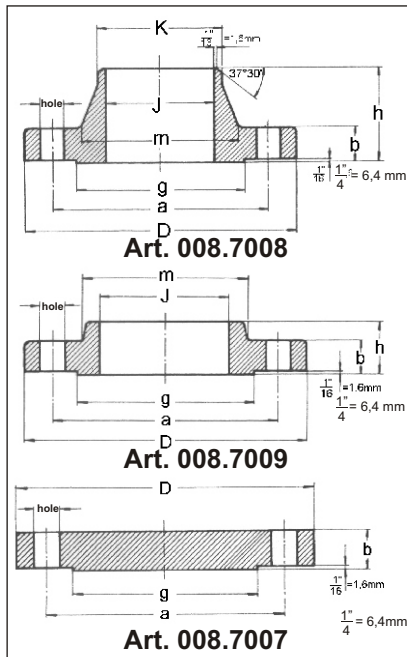 K
1"/16 = 1,6mm
37°30'
hole
J
h
m
b
g
1"/16 1"/4 = 6,4 mm
a
D
Art. 008.7008
m
hole
J
h
b
g
1"/16 = 1.6mm
a
1"/4 = 6,4 mm
D
Art. 008.7009
D
hole
b
g
1"/16 = 1,6mm
a
1"/4 = 6,4mm
Art. 008.7007